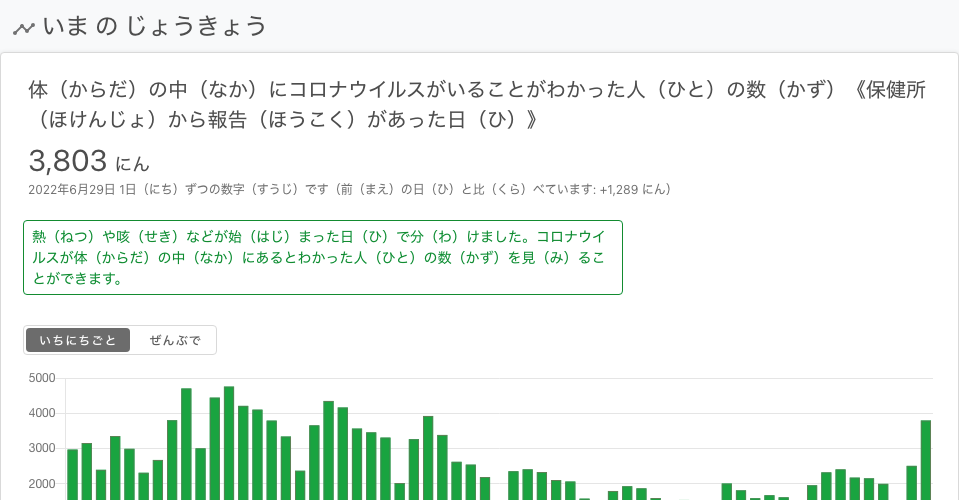 いま の じょうきょう
体（からだ）の中（なか）にコロナウイルスがいることがわかった人（ひと）の数（かず）《保健所
（ほけんじょ）から報告（ほうこく）があった日（ひ）》
3,803 にん
2022年6月29日 1日（にち）ずつの数字（すうじ）です（前（まえ）の日（ひ）と比（くら）べています: +1,289 にん）
熱（ねつ）や咳（せき）などが始（はじ）まった日（ひ）で分（わ）けました。コロナウイ
ルスが体（からだ）の中（なか）にあるとわかった人（ひと）の数（かず）を見（み）るこ
とができます。
いちにちごと ぜんぶで
5000
4000
3000
2000